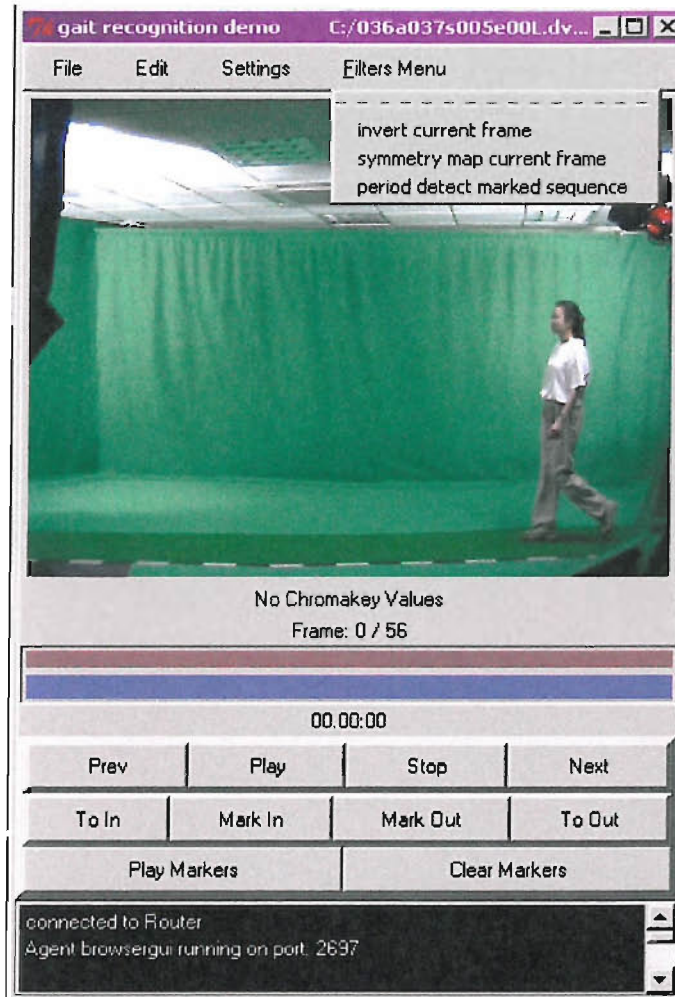 gait recognition demo C:/036a037s005e00L.dv...
File Edit Settings Filters Menu
invert current frame
symmetry map current frame
period detect marked sequence
No Chromakey Values
Frame: 0 / 56
00.00:00
Prev Play Stop Next
To In Mark In Mark Out To Out
Play Markers Clear Markers
connected to Router
Agent browsergui running on port: 2697